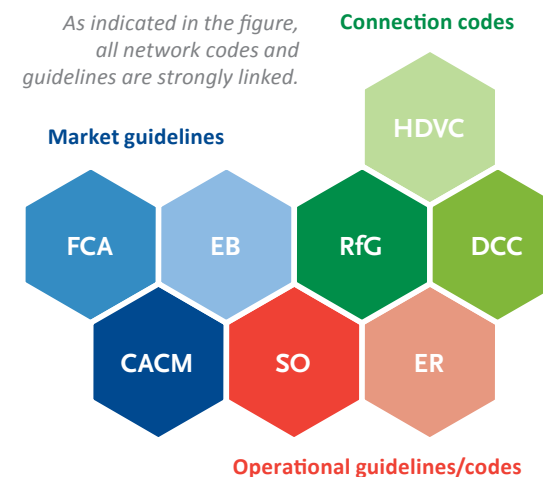 As indicated in the figure,
all network codes and
guidelines are strongly linked.
Connection codes
HDVC
Market guidelines
FCA
EB
RfG
DCC
CACM
SO
ER
Operational guidelines/codes